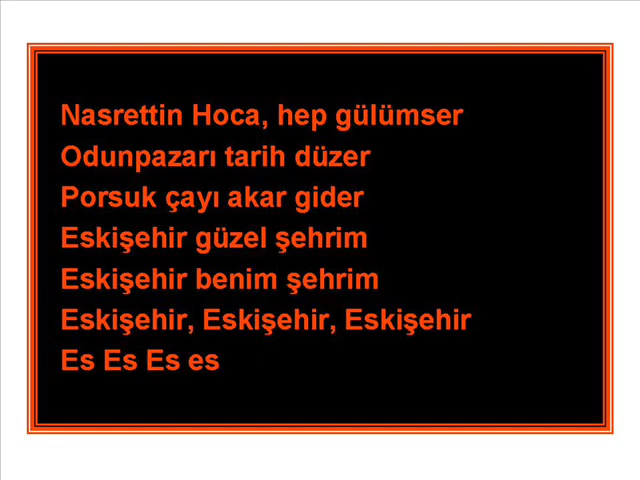 Nasrettin Hoca, hep gülümser
Odunpazarı tarih düzer
Porsuk çayı akar gider
Eskişehir güzel şehrim
Eskişehir benim şehrim
Eskişehir, Eskişehir, Eskişehir
Es Es Es es